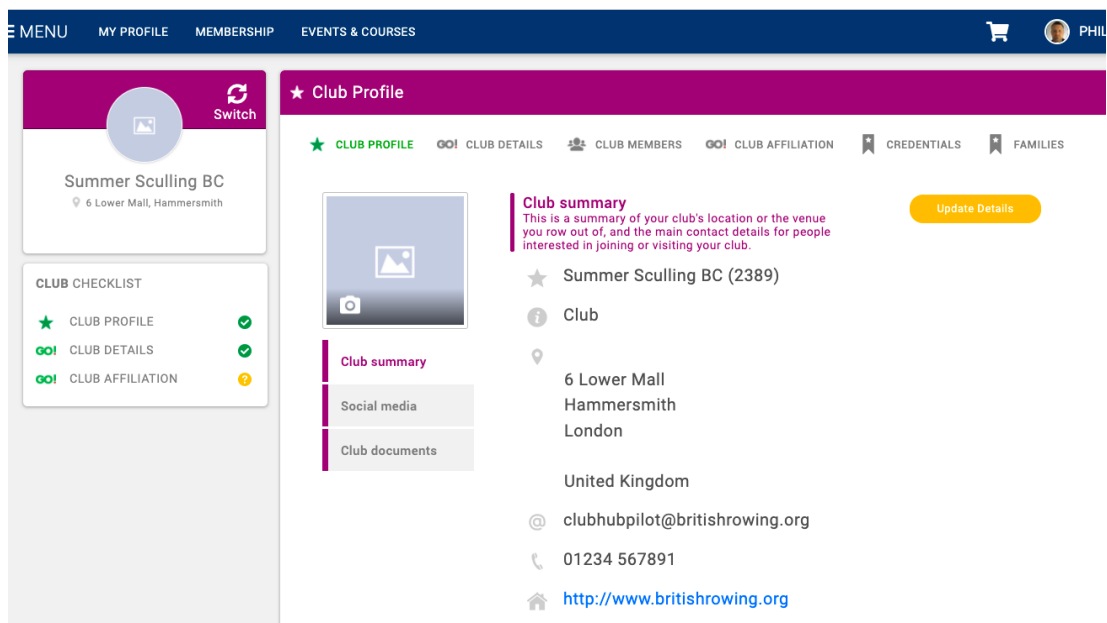 MENU
MY PROFILE
MEMBERSHIP
EVENTS & COURSES
Switch
Summer Sculling BC
6 Lower Mall, Hammersmith
CLUB CHECKLIST
CLUB PROFILE
GO! CLUB DETAILS
GO! CLUB AFFILIATION
?
Club Profile
CLUB PROFILE
GO! CLUB DETAILS
CLUB MEMBERS
GO! CLUB AFFILIATION
CREDENTIALS
FAMILIES
Club summary
Social media
Club documents
Club summary
This is a summary of your club's location or the venue
you row out of, and the main contact details for people
interested in joining or visiting your club.
Update Details
Summer Sculling BC (2389)
Club
6 Lower Mall
Hammersmith
London
United Kingdom
@ clubhubpilot@britishrowing.org
01234 567891
http://www.britishrowing.org